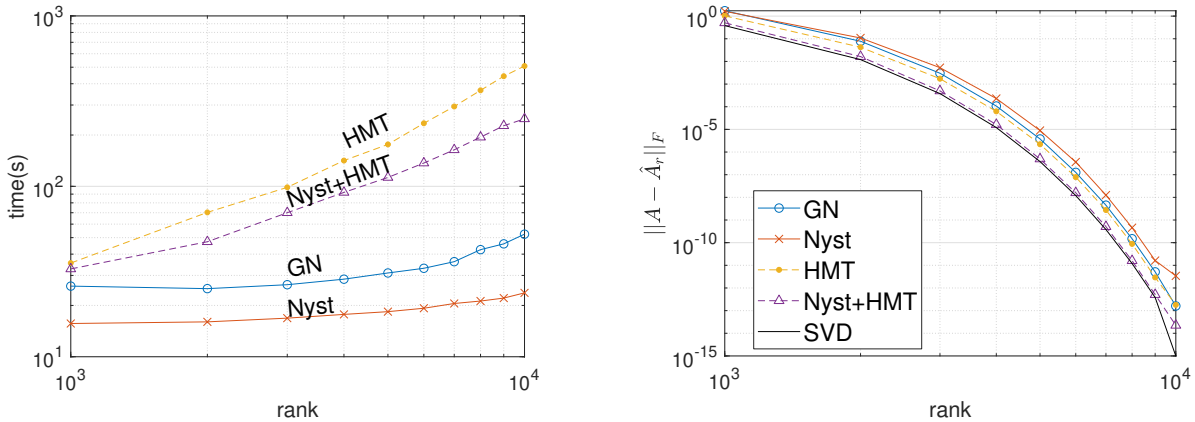 10^3
10^2
10^1
time(s)
HMT
Nyst+HMT
GN
Nyst
10^3
10^4
rank
10^0
10^-5
10^-10
10^-15
||A − Â_r||_F
GN
Nyst
HMT
Nyst+HMT
SVD
10^3
10^4
rank